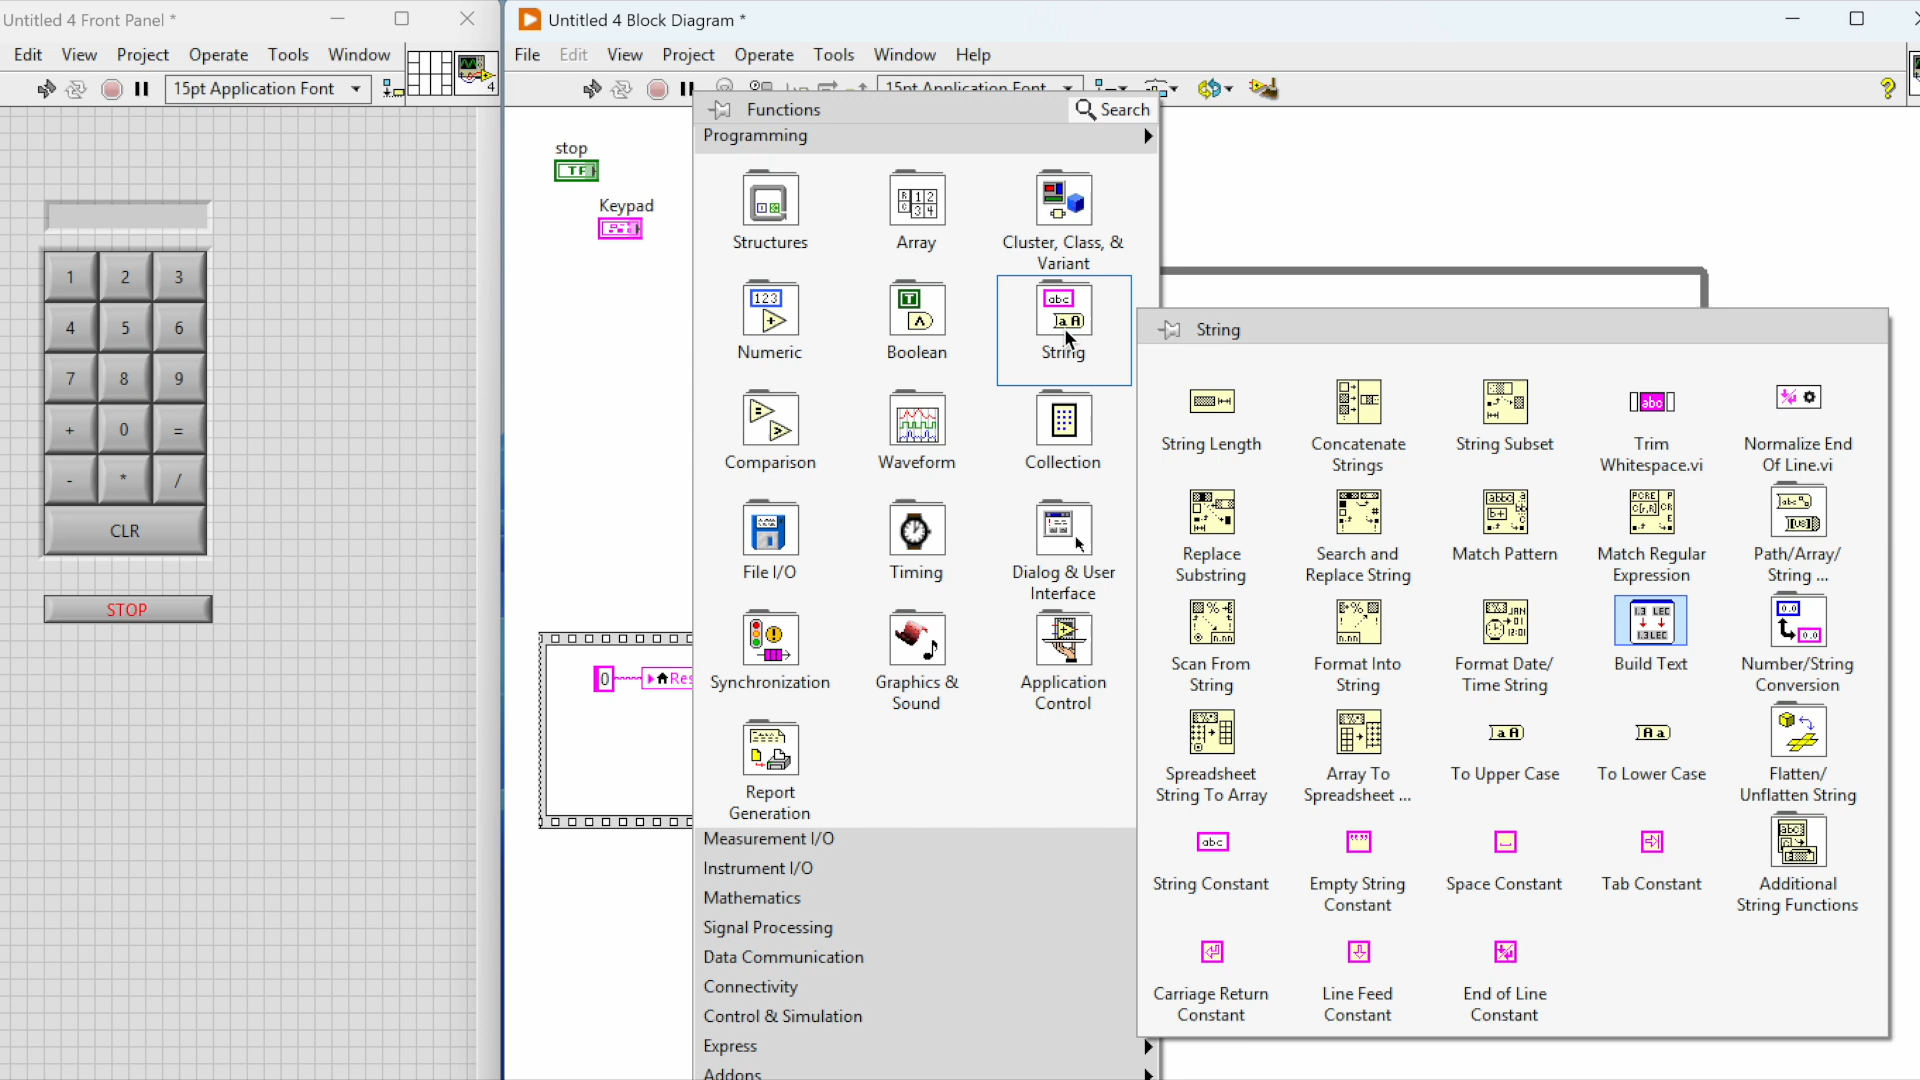 Untitled 4 Front Panel *
Edit View Project Operate Tools Window
15pt Application Font
4
1 2 3
4 5 6
7 8 9
+ 0 =
- * /
CLR
STOP
Untitled 4 Block Diagram *
File Edit View Project Operate Tools Window Help
15pt Application Font
stop
TF
Keypad
0
Res
Functions
Search
Programming
Structures
Array
Cluster, Class, &
Variant
Numeric
Boolean
String
Comparison
Waveform
Collection
File I/O
Timing
Dialog & User
Interface
Synchronization
Graphics &
Sound
Application
Control
Report
Generation
Measurement I/O
Instrument I/O
Mathematics
Signal Processing
Data Communication
Connectivity
Control & Simulation
Express
Addons
String
String Length
Concatenate
Strings
String Subset
Trim
Whitespace.vi
Normalize End
Of Line.vi
Replace
Substring
Search and
Replace String
Match Pattern
Match Regular
Expression
Path/Array/
String ...
Scan From
String
Format Into
String
Format Date/
Time String
Build Text
Number/String
Conversion
Spreadsheet
String To Array
Array To
Spreadsheet ...
To Upper Case
To Lower Case
Flatten/
Unflatten String
String Constant
Empty String
Constant
Space Constant
Tab Constant
Additional
String Functions
Carriage Return
Constant
Line Feed
Constant
End of Line
Constant